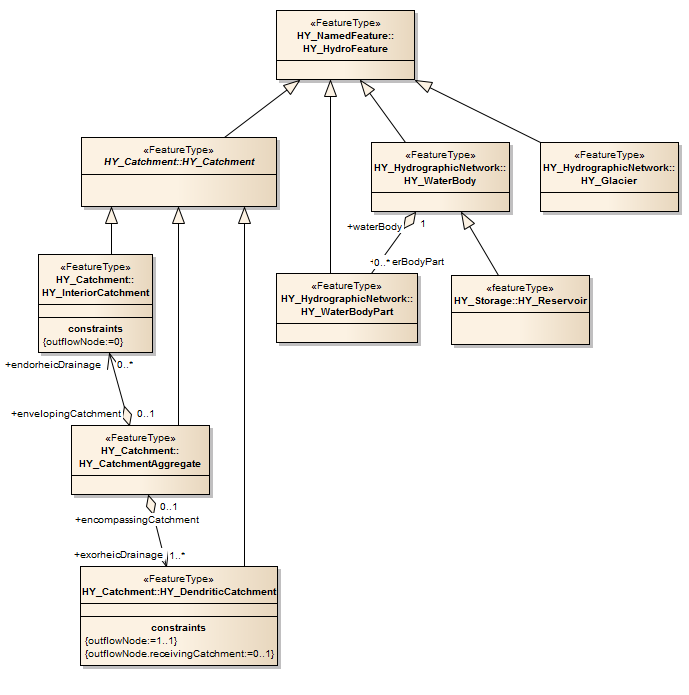 «FeatureType»
HY_NamedFeature::
HY_HydroFeature
«FeatureType»
HY_Catchment::HY_Catchment
«FeatureType»
HY_HydrographicNetwork::
HY_WaterBody
«FeatureType»
HY_HydrographicNetwork::
HY_Glacier
+waterBody
1
0..*
erBodyPart
«FeatureType»
HY_Catchment::
HY_InteriorCatchment
constraints
{outflowNode:=0}
«FeatureType»
HY_HydrographicNetwork::
HY_WaterBodyPart
«featureType»
HY_Storage::HY_Reservoir
+endorheicDrainage
0..*
+envelopingCatchment
0..1
«FeatureType»
HY_Catchment::
HY_CatchmentAggregate
0..1
+encompassingCatchment
+exorheicDrainage
1..*
«FeatureType»
HY_Catchment::HY_DendriticCatchment
constraints
{outflowNode:=1..1}
{outflowNode.receivingCatchment:=0..1}